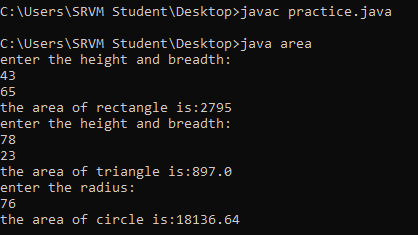 C:\Users\SRVM Student\Desktop>javac practice.java
C:\Users\SRVM Student\Desktop>java area
enter the height and breadth:
43
65
the area of rectangle is:2795
enter the height and breadth:
78
23
the area of triangle is:897.0
enter the radius:
76
the area of circle is:18136.64